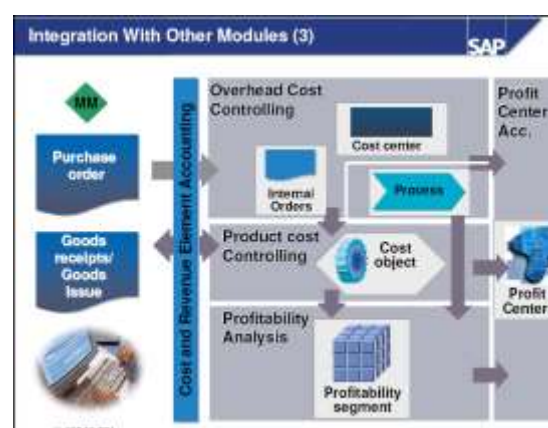 Integration With Other Modules (3)
SAP
MM
Purchase
order
Goods
receipts/
Goods
Issue
Cost and Revenue Element Accounting
Overhead Cost
Controlling
Cost center
Internal
Orders
Process
Product cost
Controlling
Cost
object
Profitability
Analysis
Profitability
segment
Profit
Center
Acc.
Profit
Center